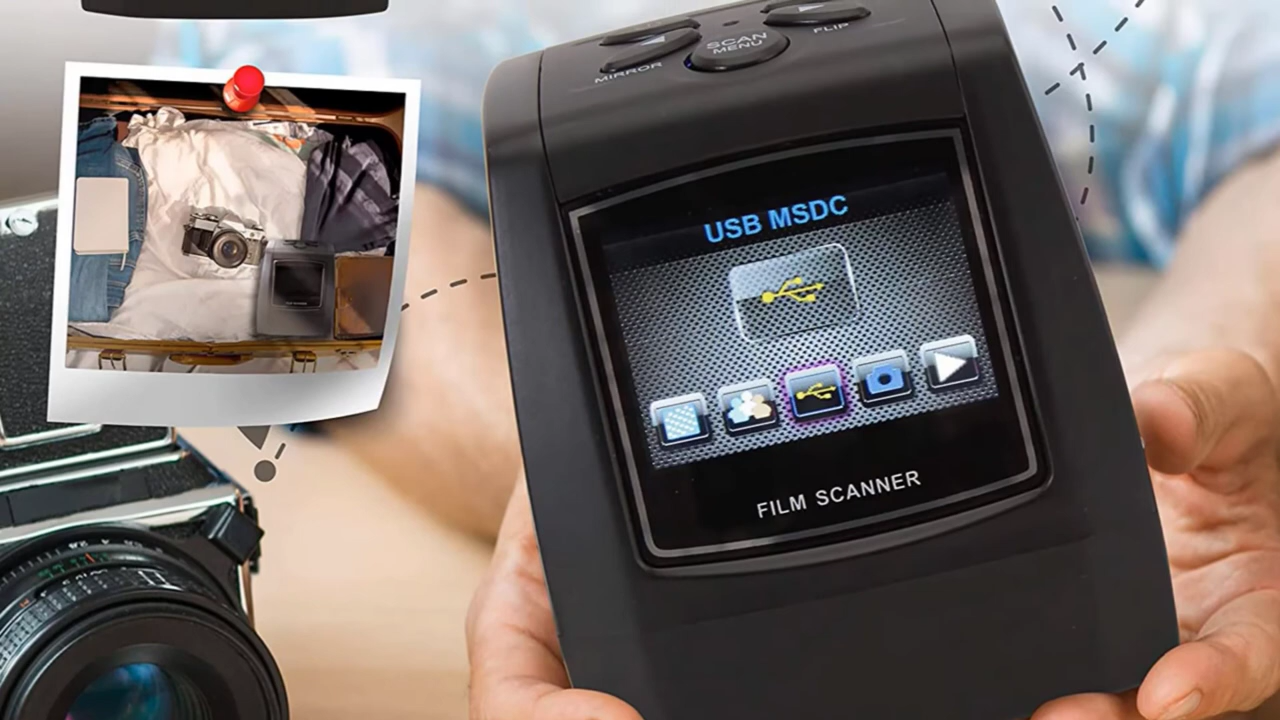 SCAN
MENU
MIRROR
FLIP
USB MSDC
FILM SCANNER